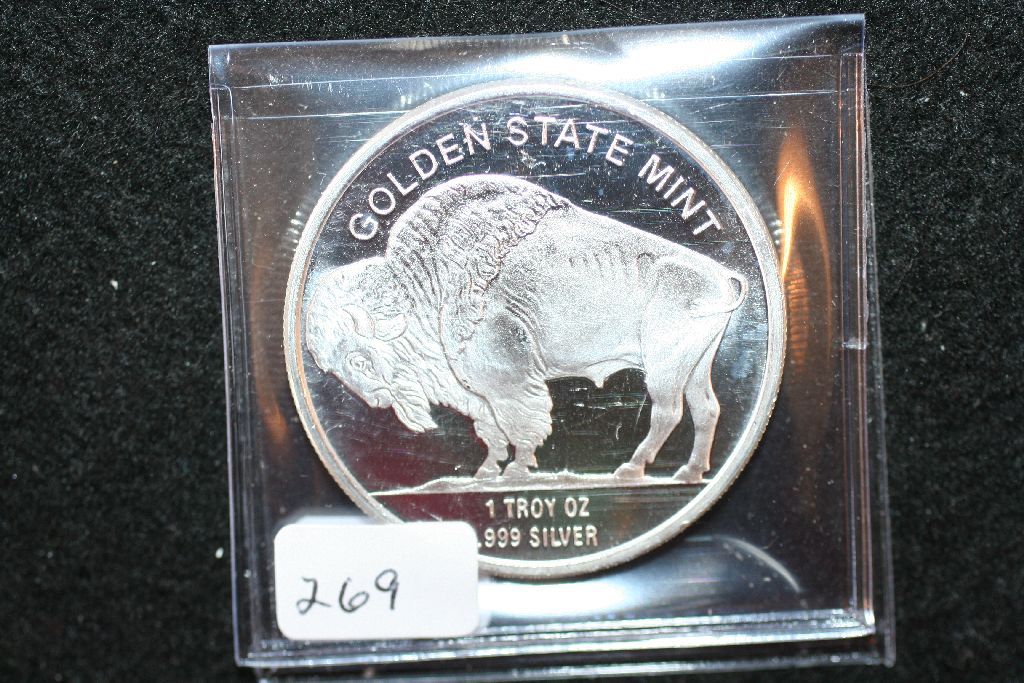 GOLDEN STATE MINT
1 TROY OZ
.999 SILVER
269